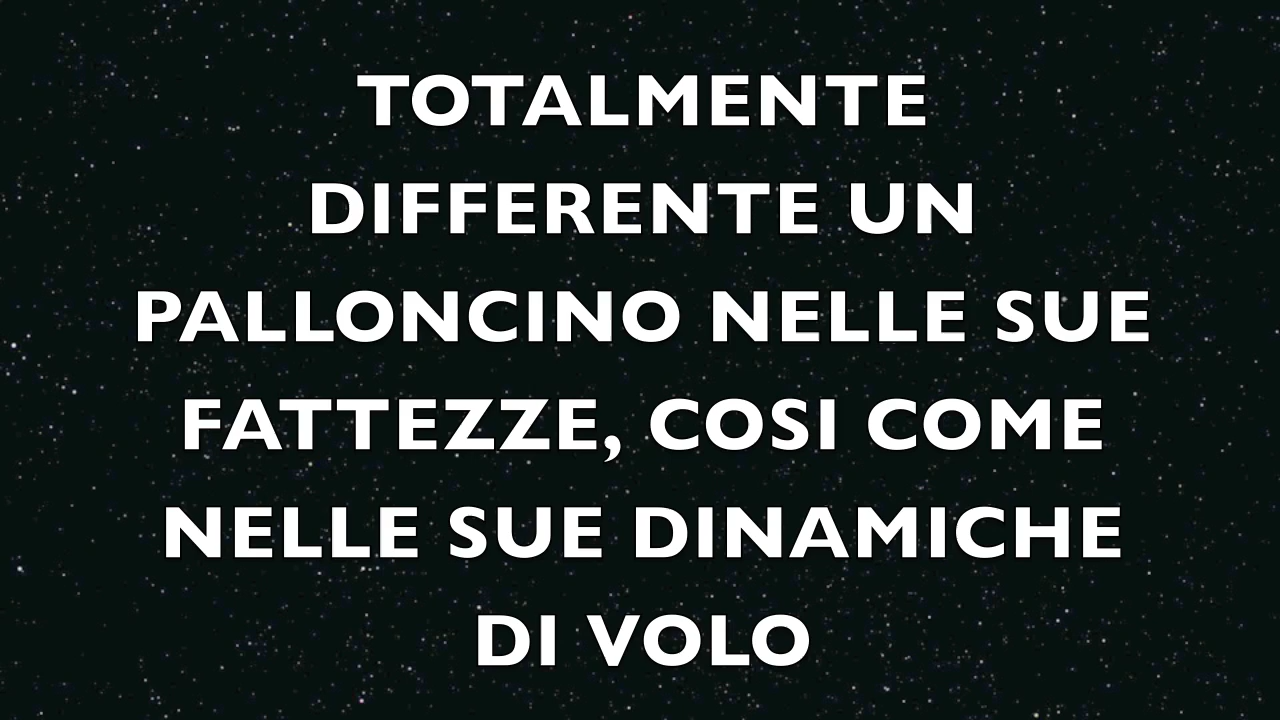 TOTALMENTE
DIFFERENTE UN
PALLONCINO NELLE SUE
FATTEZZE, COSI COME
NELLE SUE DINAMICHE
DI VOLO